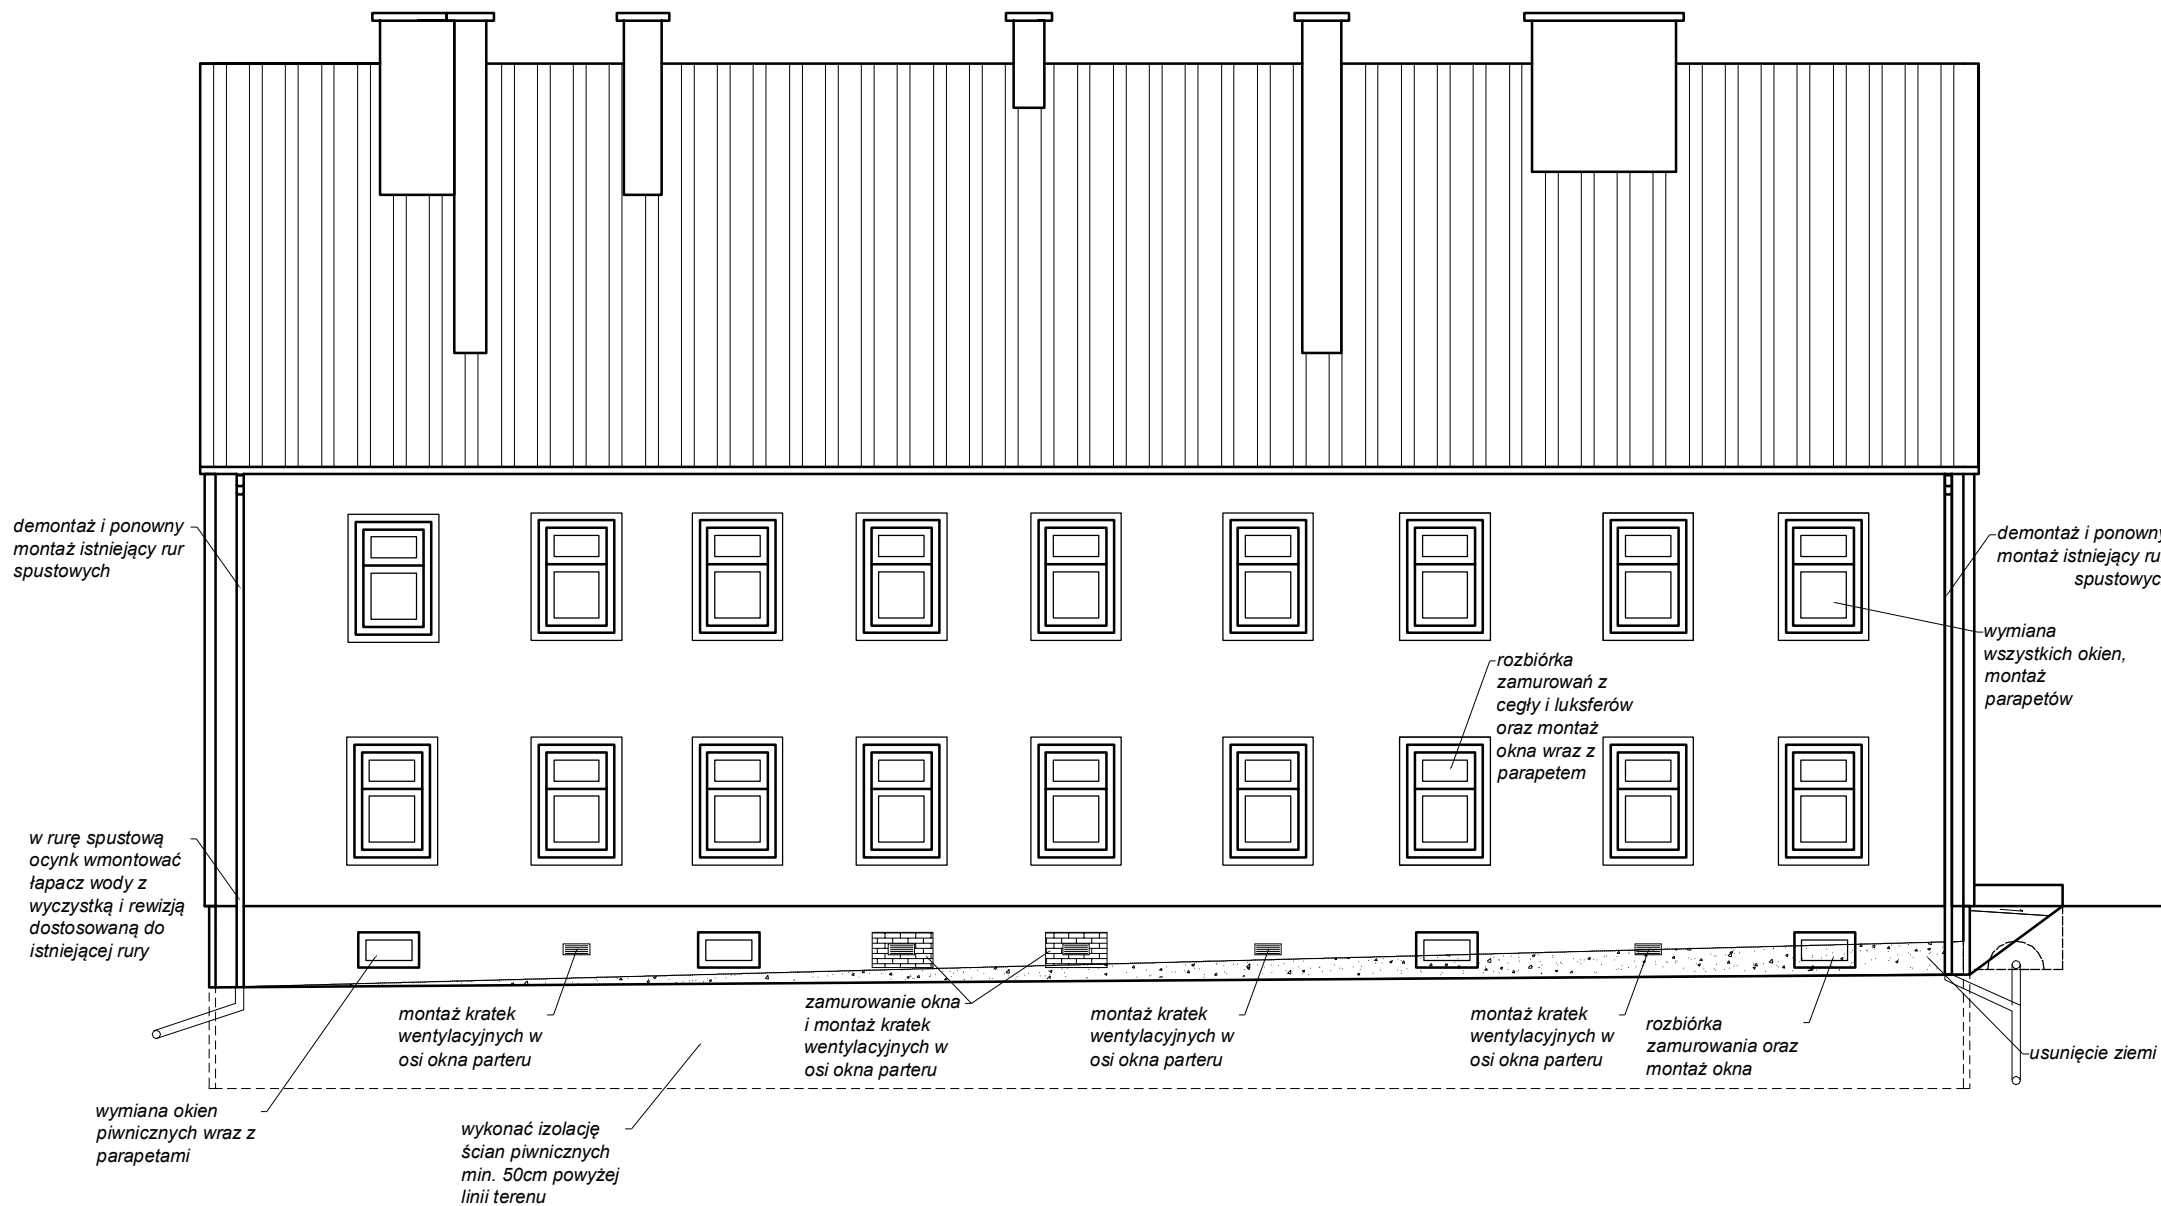 demontaż i ponowny
montaż istniejący rur
spustowych
demontaż i ponowny
montaż istniejący ru
spustowyc
wymiana
wszystkich okien,
montaż
parapetów
rozbiórka
zamurowań z
cegły i luksferów
oraz montaż
okna wraz z
parapetem
w rurę spustową
ocynk wmontować
łapacz wody z
wyczystką i rewizją
dostosowaną do
istniejącej rury
montaż kratek
wentylacyjnych w
osi okna parteru
zamurowanie okna
i montaż kratek
wentylacyjnych w
osi okna parteru
montaż kratek
wentylacyjnych w
osi okna parteru
montaż kratek
wentylacyjnych w
osi okna parteru
rozbiórka
zamurowania oraz
montaż okna
usunięcie ziemi
wymiana okien
piwnicznych wraz z
parapetami
wykonać izolację
ścian piwnicznych
min. 50cm powyżej
linii terenu